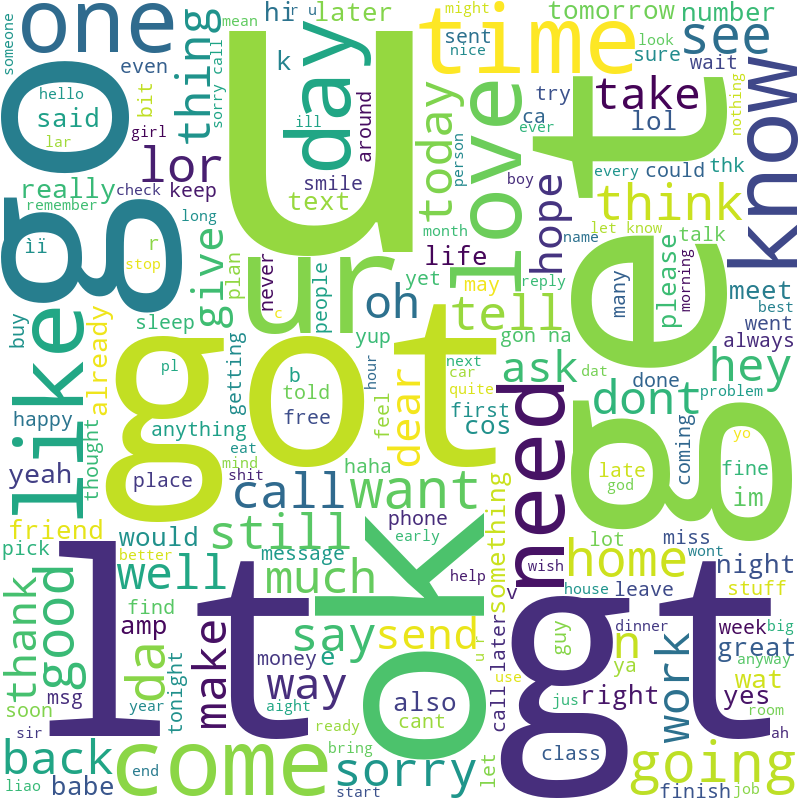 someone
one
hi
r u
later
mean
might
tomorrow
number
sorry call
sent
nice
time
look
sure
see
wait
even
thing
k
day
hello
bit
said
go
u
try
take
nothing
know
ca
lol
ill
around
ever
girl
lar
lor
today
love
person
get
think
every
could
thk
really
check
keep
smile
boy
remember
text
hope
name
let know
talk
long
ìï
r
give
plan
never
people
month
life
many
please
morning
meet
stop
ur
c
oh
yet
may
reply
best
went
always
buy
like
already
sleep
getting
yup
tell
gon na
hey
pl
got
b
told
hour
free
dear
next
car
quite
ask
dat
done
dont
problem
happy
thought
anything
feel
first
cos
need
coming
yo
yeah
place
eat
mind
shit
haha
late
god
fine
im
call
want
phone
something
lot
friend
would
still
early
miss
pick
better
message
home
wont
night
lt
well
ok
much
help
wish
v
house
leave
stuff
thank
good
find
amp
make
say
send
u r
call later
gt
guy
n
dinner
week
big
da
money
e
ya
work
great
msg
tonight
way
also
use
right
jus
wat
yes
anyway
soon
year
aight
cant
room
sir
ready
ah
back
come
bring
let
class
going
liao
babe
end
sorry
start
finish
job